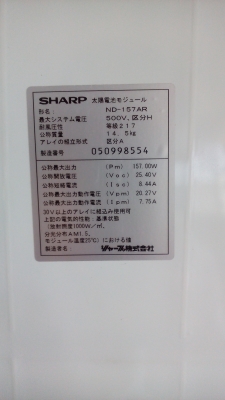 SHARP 太陽電池モジュール
形名 ND-157AR
最大システム電圧 500V、区分H
耐風圧性 等級217
公称質量 14.5kg
アレイの組立形式 区分A
製造番号 050998554
公称最大出力 (Pm) 157.00W
公称開放電圧 (Voc) 25.40V
公称短絡電流 (Isc) 8.44A
公称最大出力動作電圧 (Vpm) 20.27V
公称最大出力動作電流 (Ipm) 7.75A
30V以上のアレイに組込み使用可
上記の電気的性能：基準状態
(放射照度1000W/㎡、
分光分布AM1.5、
モジュール温度25℃)における値
製造者名 シャープ株式会社